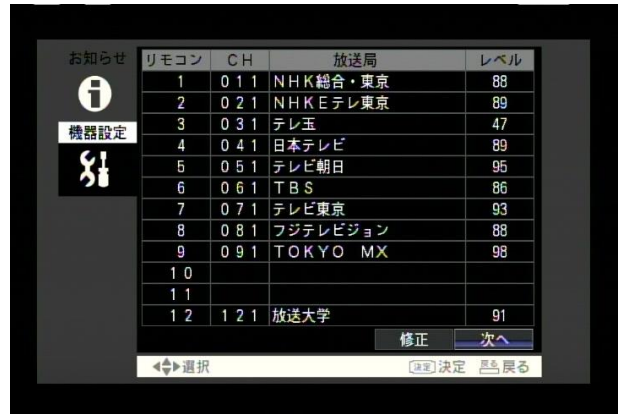 お知らせ
機器設定
リモコン CH 放送局 レベル
1 011 NHK総合・東京 88
2 021 NHKEテレ東京 89
3 031 テレ玉 47
4 041 日本テレビ 89
5 051 テレビ朝日 95
6 061 TBS 86
7 071 テレビ東京 93
8 081 フジテレビジョン 88
9 091 TOKYO MX 98
10
11
12 121 放送大学 91
修正 次へ
選択 決定 決定 戻る 戻る